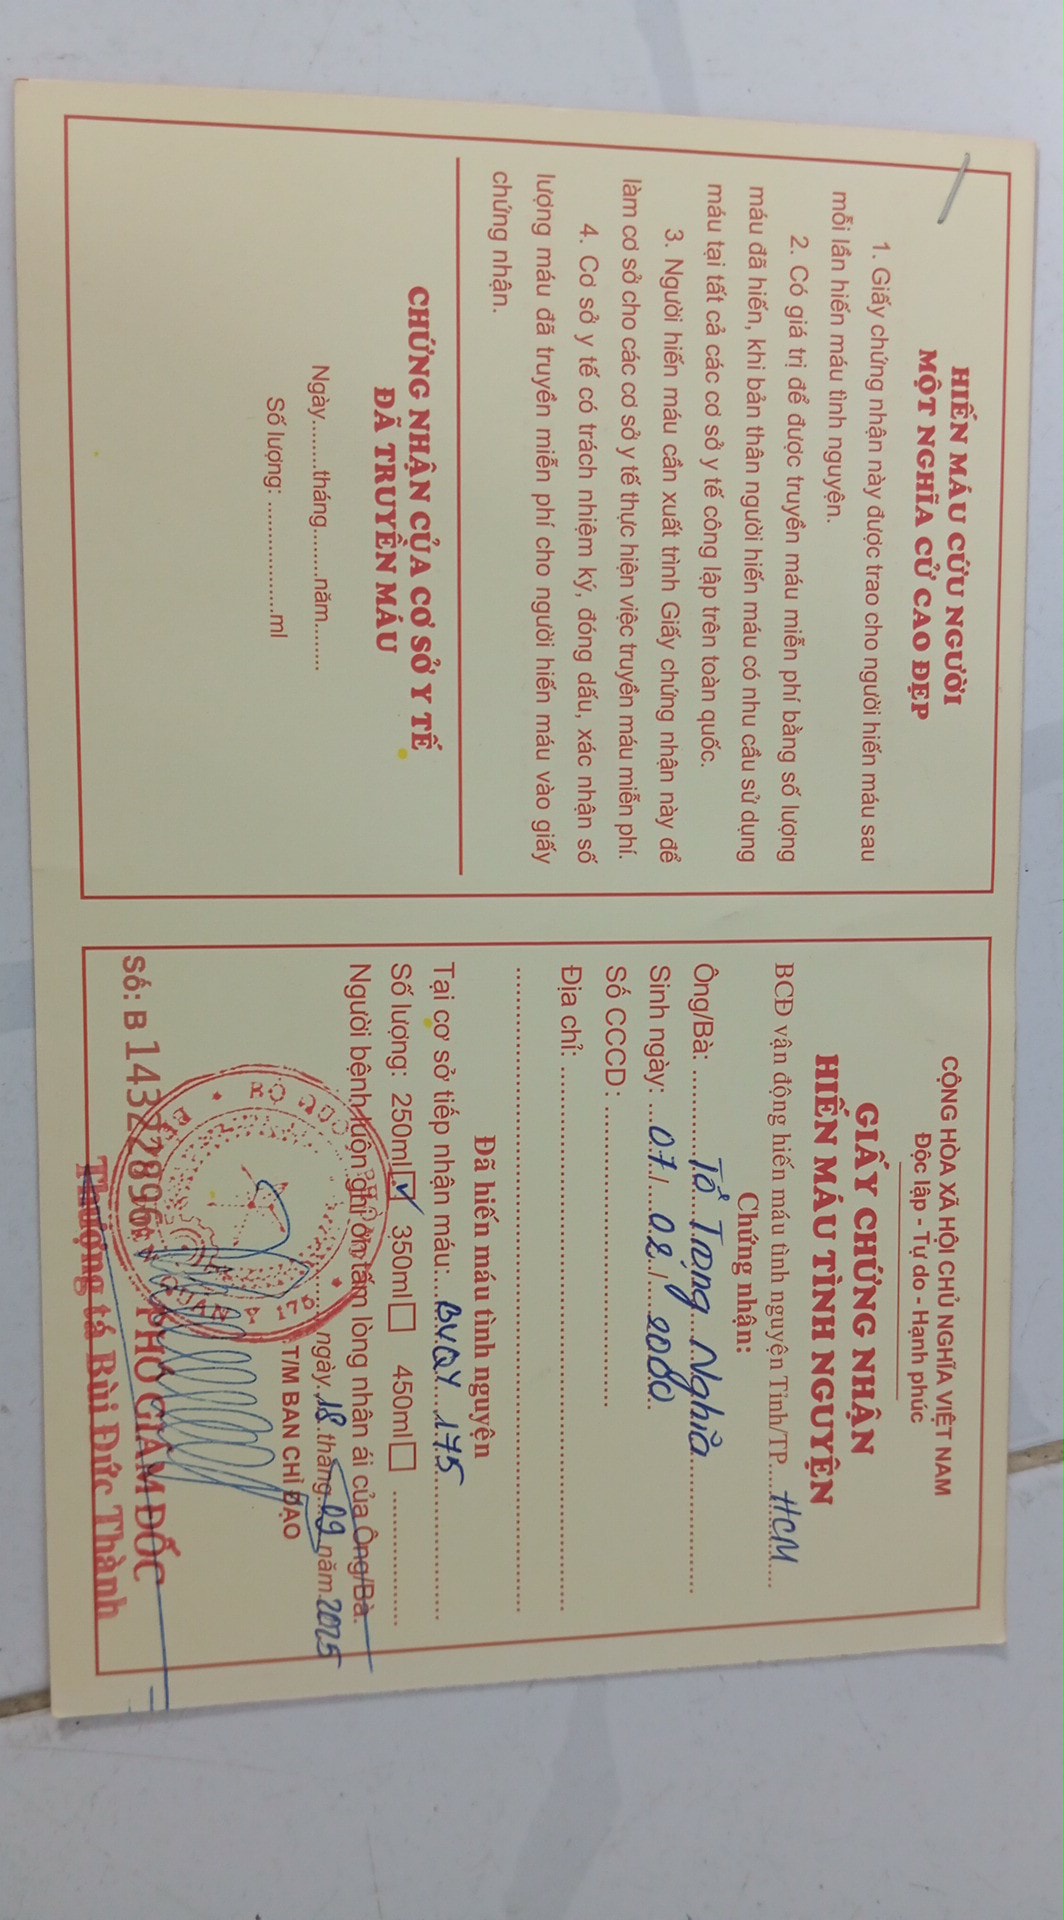 HIẾN MÁU CỨU NGƯỜI
MỘT NGHĨA CỬ CAO ĐẸP
1. Giấy chứng nhận này được trao cho người hiến máu sau
mỗi lần hiến máu tình nguyện.
2. Có giá trị để được truyền máu miễn phí bằng số lượng
máu đã hiến, khi bản thân người hiến máu có nhu cầu sử dụng
máu tại tất cả các cơ sở y tế công lập trên toàn quốc.
3. Người hiến máu cần xuất trình Giấy chứng nhận này để
làm cơ sở cho các cơ sở y tế thực hiện việc truyền máu miễn phí.
4. Cơ sở y tế có trách nhiệm ký, đóng dấu, xác nhận số
lượng máu đã truyền miễn phí cho người hiến máu vào giấy
chứng nhận.
CHỨNG NHẬN CỦA CƠ SỞ Y TẾ
ĐÃ TRUYỀN MÁU
Ngày........tháng........năm........
Số lượng: ................ml
CỘNG HÒA XÃ HỘI CHỦ NGHĨA VIỆT NAM
Độc lập - Tự do - Hạnh phúc
GIẤY CHỨNG NHẬN
HIẾN MÁU TÌNH NGUYỆN
BCĐ vận động hiến máu tình nguyện Tỉnh/TP...HCM...
Chứng nhận:
Ông/Bà: ............Tô Trọng Nghĩa............
Sinh ngày: ...07../...02../...2080..
Số CCCD: ....................................
Địa chỉ: ....................................
Đã hiến máu tình nguyện
Tại cơ sở tiếp nhận máu:...BVQY 175............
Số lượng: 250ml 350ml 450ml ............
Người bệnh luôn ghi ơn tấm lòng nhân ái của Ông/Bà.
ngày.18.tháng.09.năm.2025
T/M BAN CHỈ ĐẠO
PHÓ GIÁM ĐỐC
Số: B 14322896
Thượng tá Bùi Đức Thành